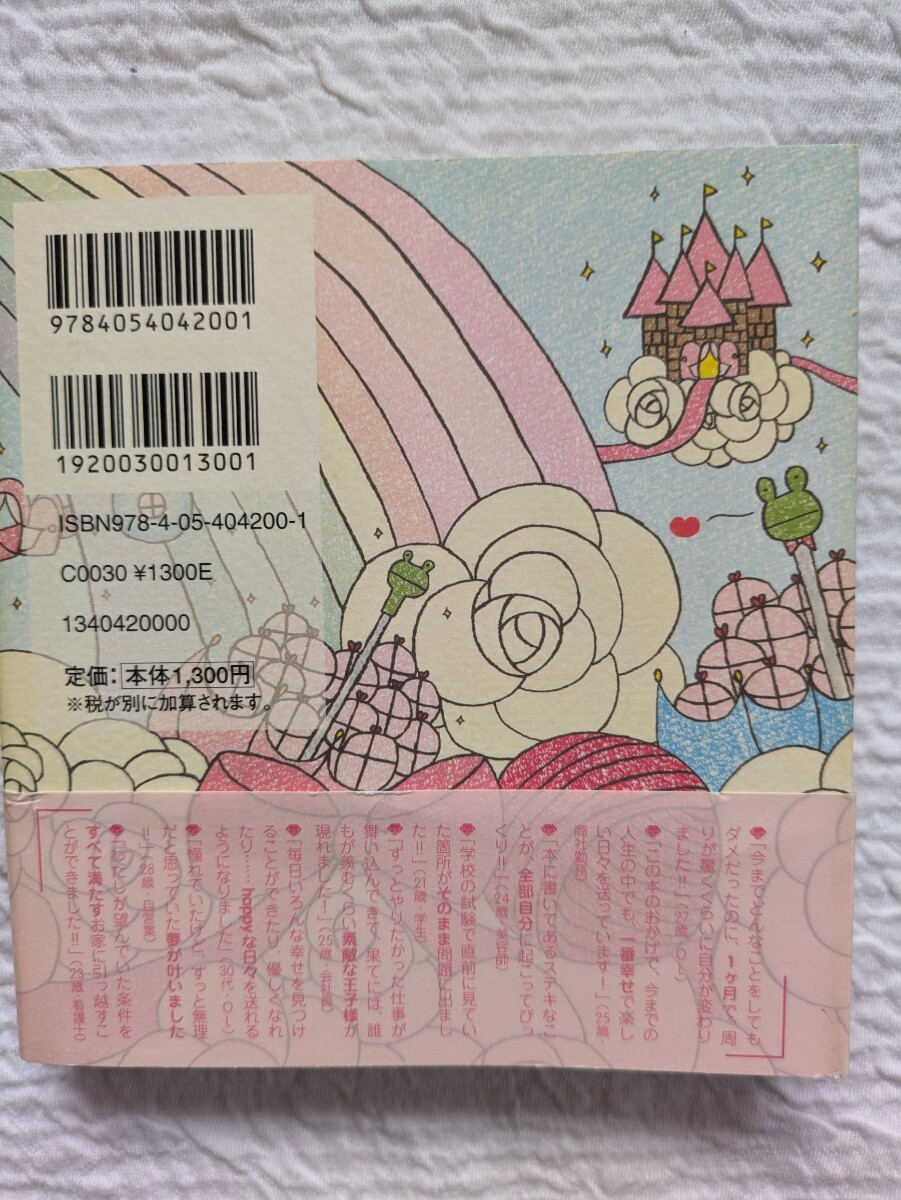 9784054042001
1920030013001
ISBN978-4-05-404200-1
C0030 ¥1300E
1340420000
定価：本体1,300円
※税が別に加算されます。
「今までどんなことをしても
ダメだったのに、1ヶ月で、周
りが驚くくらいに自分が変わり
ました!!」（27歳・OL）
「この本のおかげで、今までの
人生の中でも、一番幸せで楽し
い日々を送っています！」（25歳・
商社勤務）
「本に書いてあるステキなこ
とが、全部自分に起こってびっ
くり!!」（24歳・美容師）
「学校の試験で直前に見てい
た箇所がそのまま問題に出まし
た!!」（21歳・学生）
「ずっとやりたかった仕事が
舞い込んできて、果てには、誰
もが羨むくらい素敵な王子様が
現れました！」（25歳・会社員）
「毎日いろんな幸せを見つけ
ることができたり、優しくなれ
たり……happyな日々を送れる
ようになりました」（30代・OL）
「憧れていたけど、ずっと無理
だと思っていた夢が叶いました
!!」（28歳・自営業）
「わたしが望んでいた条件を
すべて満たすお家に引っ越すこ
とができました!!」（23歳・看護士）